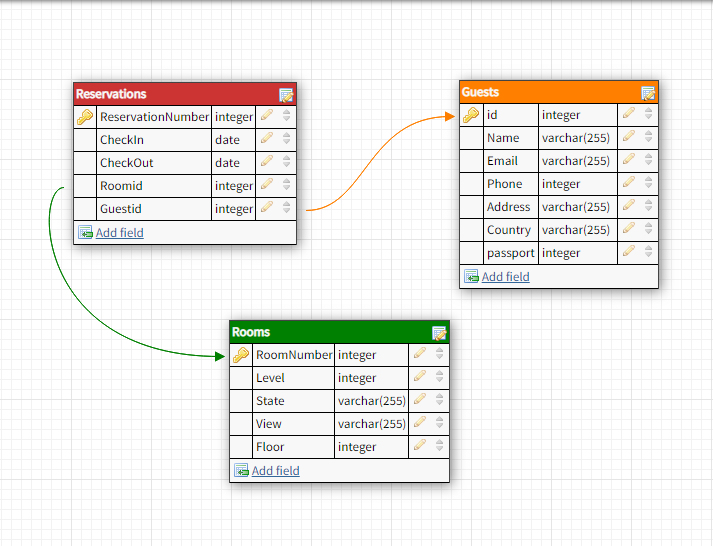 Reservations
ReservationNumber integer
CheckIn date
CheckOut date
Roomid integer
Guestid integer
Add field
Guests
id integer
Name varchar(255)
Email varchar(255)
Phone integer
Address varchar(255)
Country varchar(255)
passport integer
Add field
Rooms
RoomNumber integer
Level integer
State varchar(255)
View varchar(255)
Floor integer
Add field